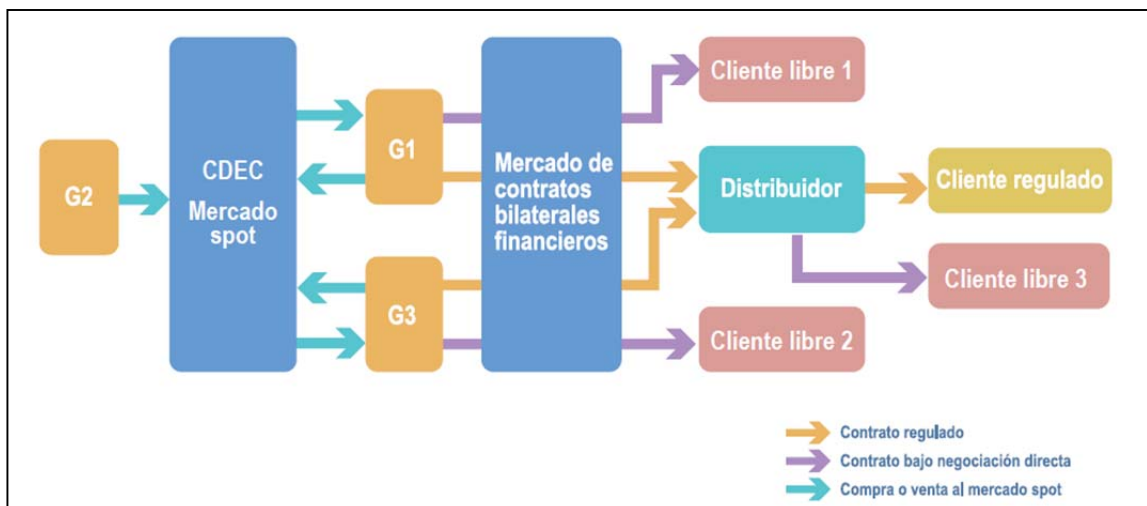 G2
CDEC
Mercado
spot
G1
G3
Mercado de
contratos
bilaterales
financieros
Cliente libre 1
Distribuidor
Cliente regulado
Cliente libre 3
Cliente libre 2
Contrato regulado
Contrato bajo negociación directa
Compra o venta al mercado spot